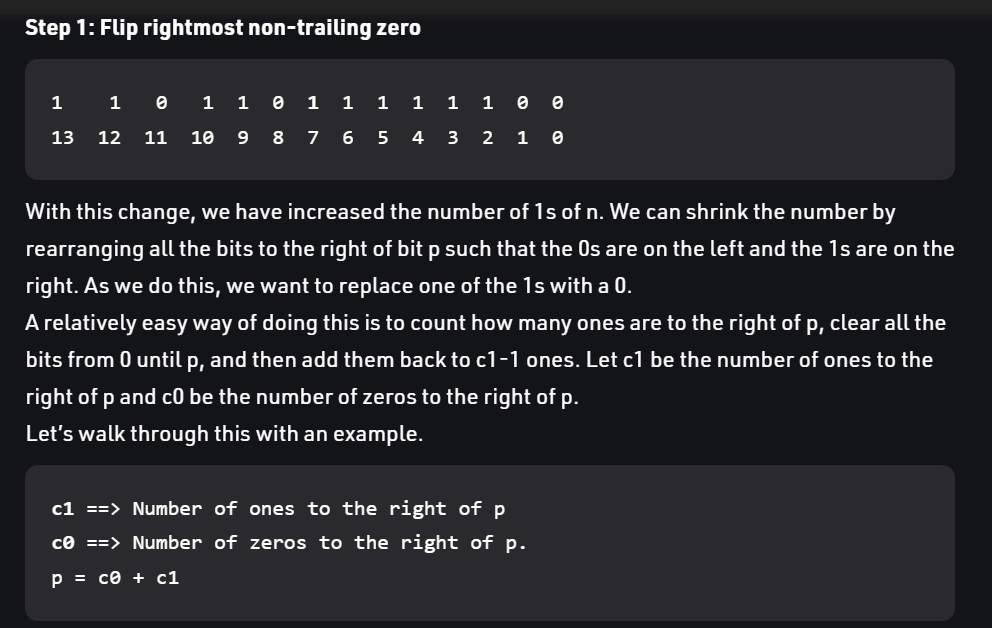 Step 1: Flip rightmost non-trailing zero
1 1 0 1 1 0 1 1 1 1 1 1 0 0
13 12 11 10 9 8 7 6 5 4 3 2 1 0
With this change, we have increased the number of 1s of n. We can shrink the number by
rearranging all the bits to the right of bit p such that the 0s are on the left and the 1s are on the
right. As we do this, we want to replace one of the 1s with a 0.
A relatively easy way of doing this is to count how many ones are to the right of p, clear all the
bits from 0 until p, and then add them back to c1-1 ones. Let c1 be the number of ones to the
right of p and c0 be the number of zeros to the right of p.
Let’s walk through this with an example.
c1 ==> Number of ones to the right of p
c0 ==> Number of zeros to the right of p.
p = c0 + c1